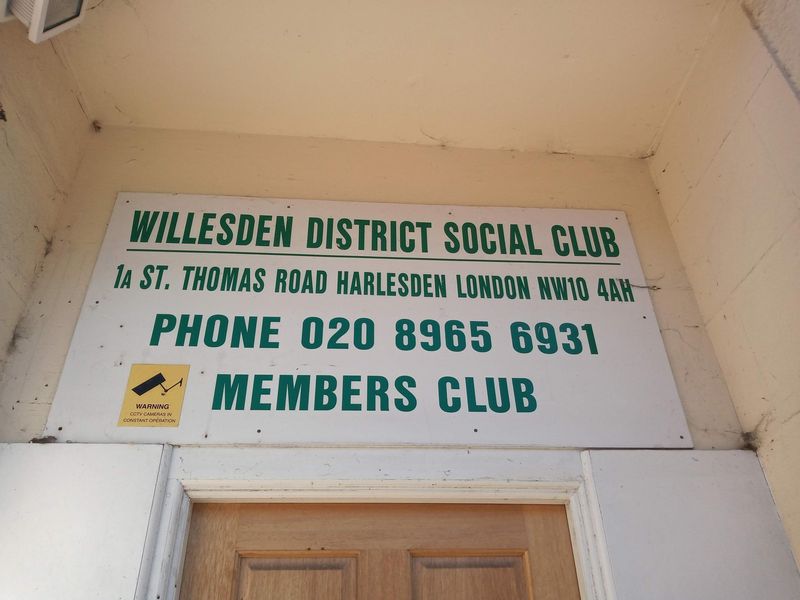 WILLESDEN DISTRICT SOCIAL CLUB
1A ST. THOMAS ROAD HARLESDEN LONDON NW10 4AH
PHONE 020 8965 6931
MEMBERS CLUB
WARNING
CCTV CAMERAS IN
CONSTANT OPERATION